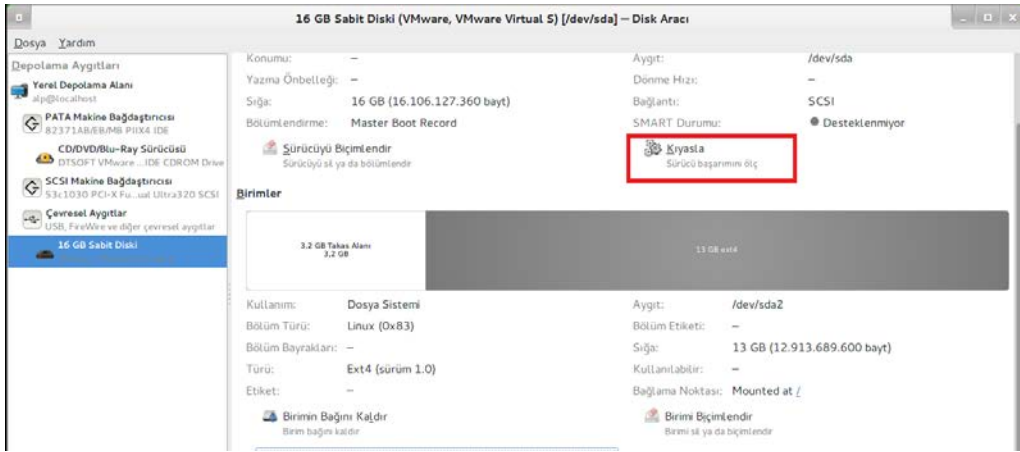 16 GB Sabit Diski (VMware, VMware Virtual S) [/dev/sda] — Disk Aracı
Dosya Yardım
Depolama Aygıtları
Yerel Depolama Alanı
alp@localhost
PATA Makine Bağdaştırıcısı
82371AB/EB/MB PIIX4 IDE
CD/DVD/Blu-Ray Sürücüsü
DTSOFT VMware ... IDE CDROM Drive
SCSI Makine Bağdaştırıcısı
53c1030 PCI-X Fu...ual Ultra320 SCSI
Çevresel Aygıtlar
USB, FireWire ve diğer çevresel aygıtlar
16 GB Sabit Diski
Konumu: –
Aygıt: /dev/sda
Yazma Önbelleği: –
Dönme Hızı: –
Sığa: 16 GB (16.106.127.360 bayt)
Bağlantı: SCSI
Bölümlendirme: Master Boot Record
SMART Durumu: Desteklenmiyor
Sürücüyü Biçimlendir
Sürücüyü sil ya da bölümlendir
Kıyasla
Sürücü başarımını ölç
Birimler
3.2 GB Takas Alanı
3,2 GB
13 GB ext4
Kullanım: Dosya Sistemi
Aygıt: /dev/sda2
Bölüm Türü: Linux (0x83)
Bölüm Etiketi: –
Bölüm Bayrakları: –
Sığa: 13 GB (12.913.689.600 bayt)
Türü: Ext4 (sürüm 1.0)
Kullanılabilir: –
Etiket: –
Bağlama Noktası: Mounted at /
Birimin Bağını Kaldır
Birim bağını kaldır
Birimi Biçimlendir
Birimi sil ya da biçimlendir